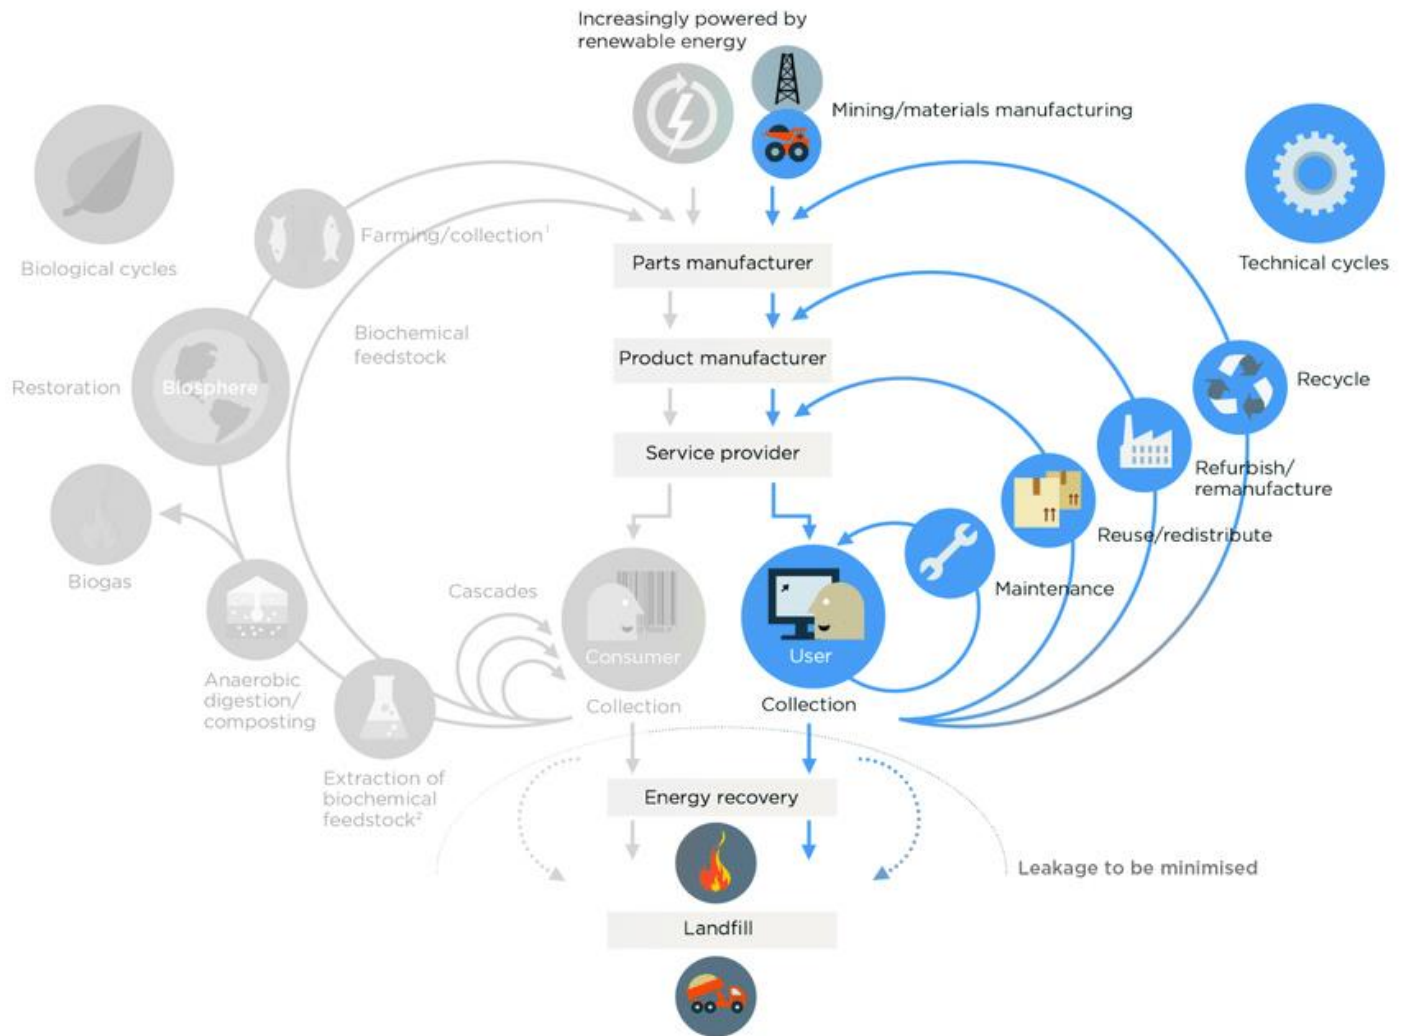 Increasingly powered by
renewable energy
Mining/materials manufacturing
Biological cycles
Farming/collection¹
Technical cycles
Parts manufacturer
Biochemical
feedstock
Product manufacturer
Restoration
Biosphere
Recycle
Service provider
Refurbish/
remanufacture
Reuse/redistribute
Biogas
Cascades
Maintenance
Consumer
User
Anaerobic
digestion/
composting
Collection
Collection
Extraction of
biochemical
feedstock²
Energy recovery
Leakage to be minimised
Landfill